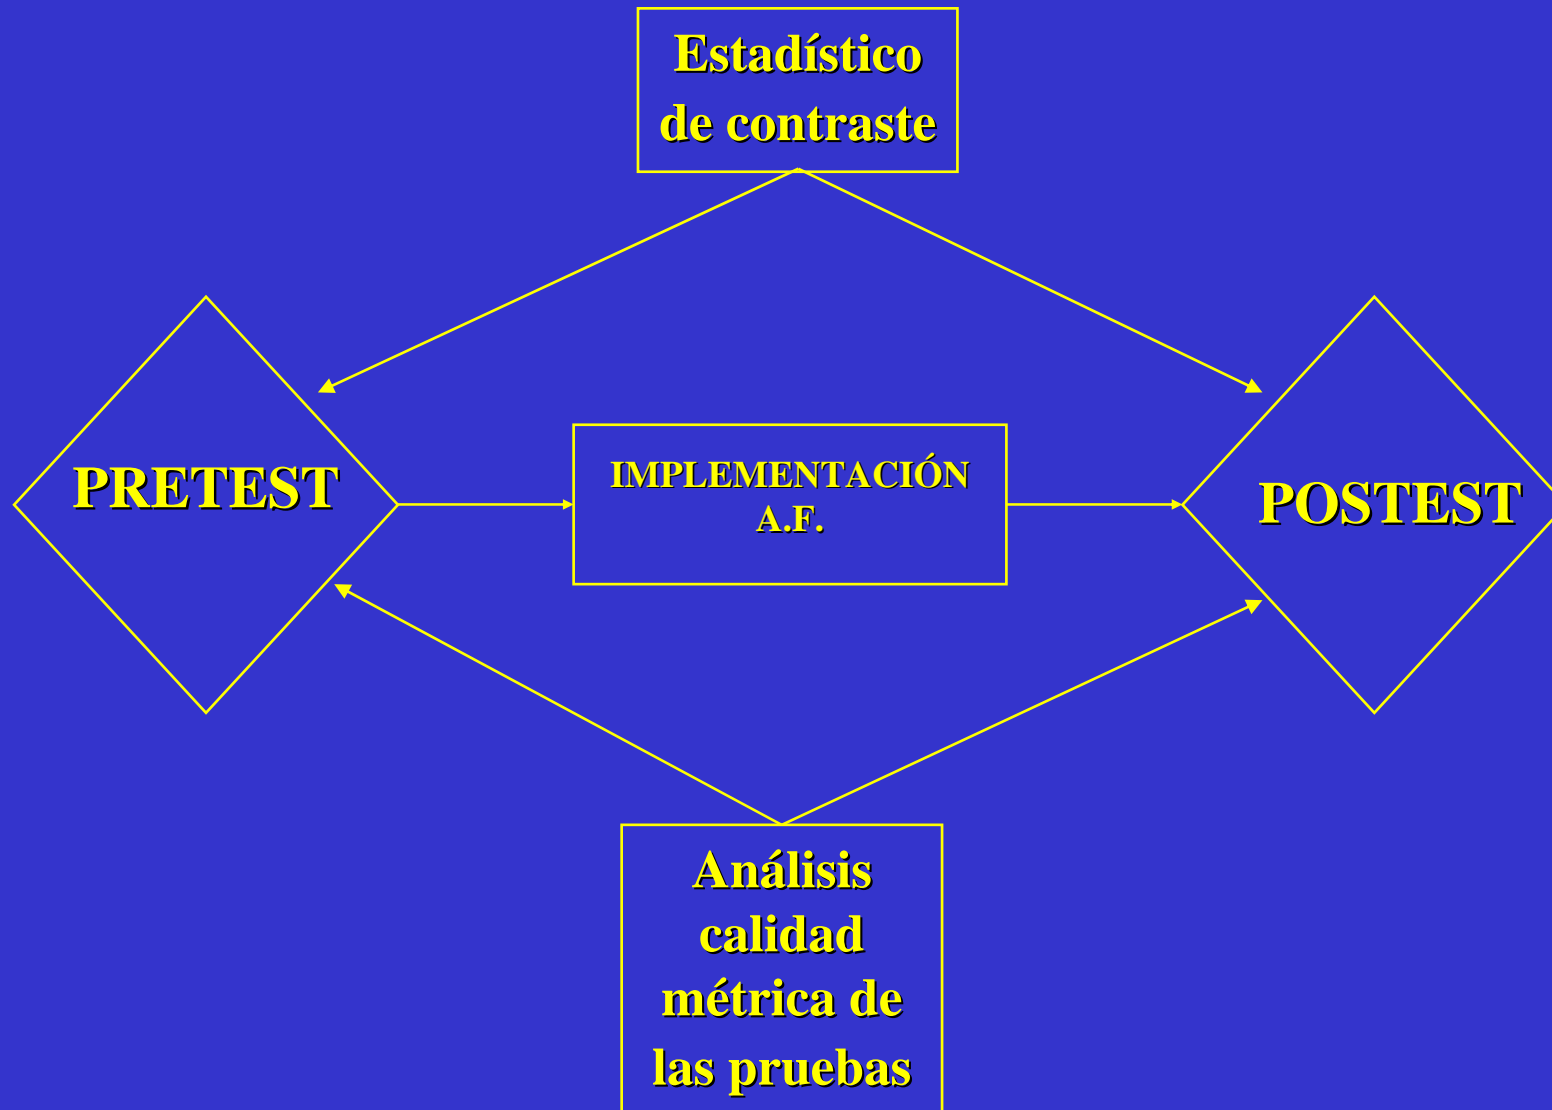 Estadístico
de contraste
PRETEST
IMPLEMENTACIÓN
A.F.
POSTEST
Análisis
calidad
métrica de
las pruebas